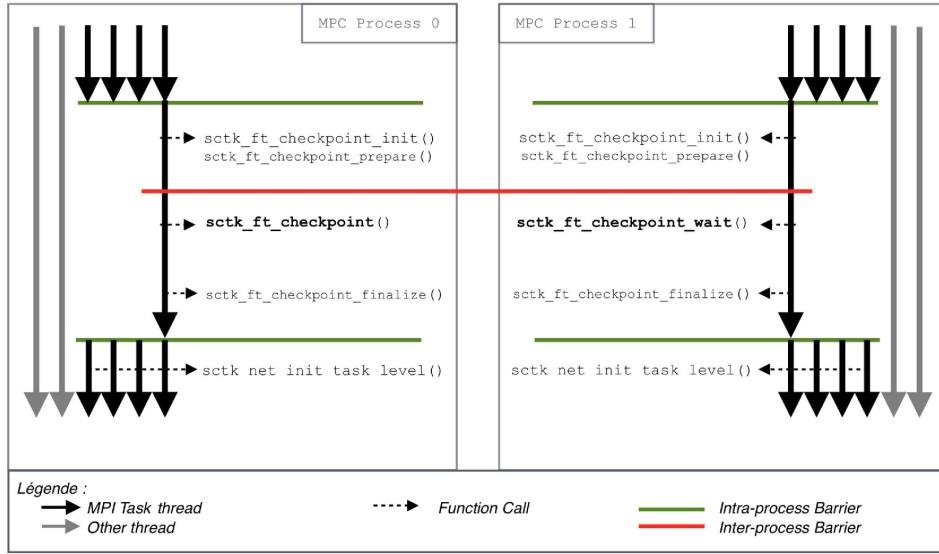 MPC Process 0
MPC Process 1
sctk_ft_checkpoint_init()
sctk_ft_checkpoint_prepare()
sctk_ft_checkpoint_init()
sctk_ft_checkpoint_prepare()
sctk_ft_checkpoint()
sctk_ft_checkpoint_wait()
sctk_ft_checkpoint_finalize()
sctk_ft_checkpoint_finalize()
sctk net init task level()
sctk net init task level()
Légende :
MPI Task thread
Function Call
Intra-process Barrier
Other thread
Inter-process Barrier